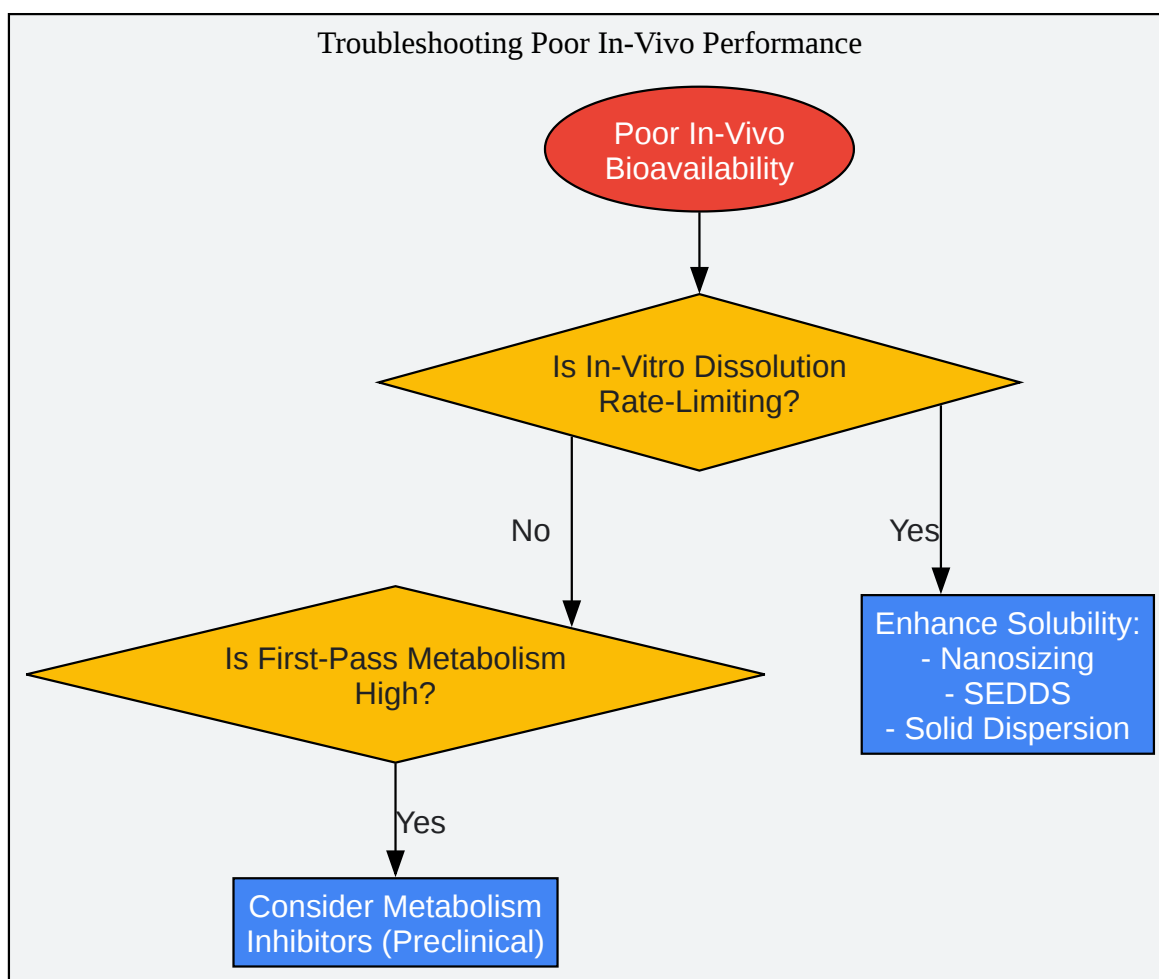 Troubleshooting Poor In-Vivo Performance
Poor In-Vivo
Bioavailability
Is In-Vitro Dissolution
Rate-Limiting?
No
Yes
Is First-Pass Metabolism
High?
Enhance Solubility:
- Nanosizing
- SEDDS
- Solid Dispersion
Yes
Consider Metabolism
Inhibitors (Preclinical)